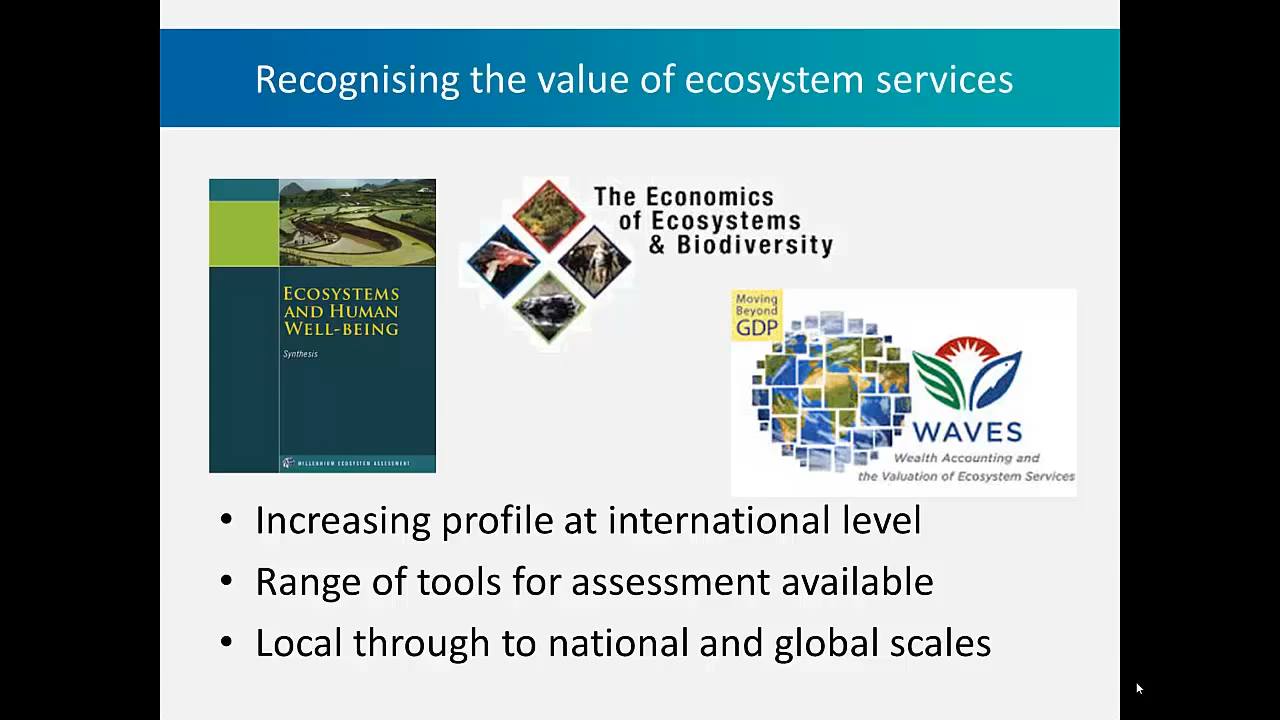 Recognising the value of ecosystem services
ECOSYSTEMS
AND HUMAN
WELL-BEING
Synthesis
MILLENNIUM ECOSYSTEM ASSESSMENT
The Economics
of Ecosystems
& Biodiversity
Moving
Beyond
GDP
WAVES
Wealth Accounting and
the Valuation of Ecosystem Services
• Increasing profile at international level
• Range of tools for assessment available
• Local through to national and global scales